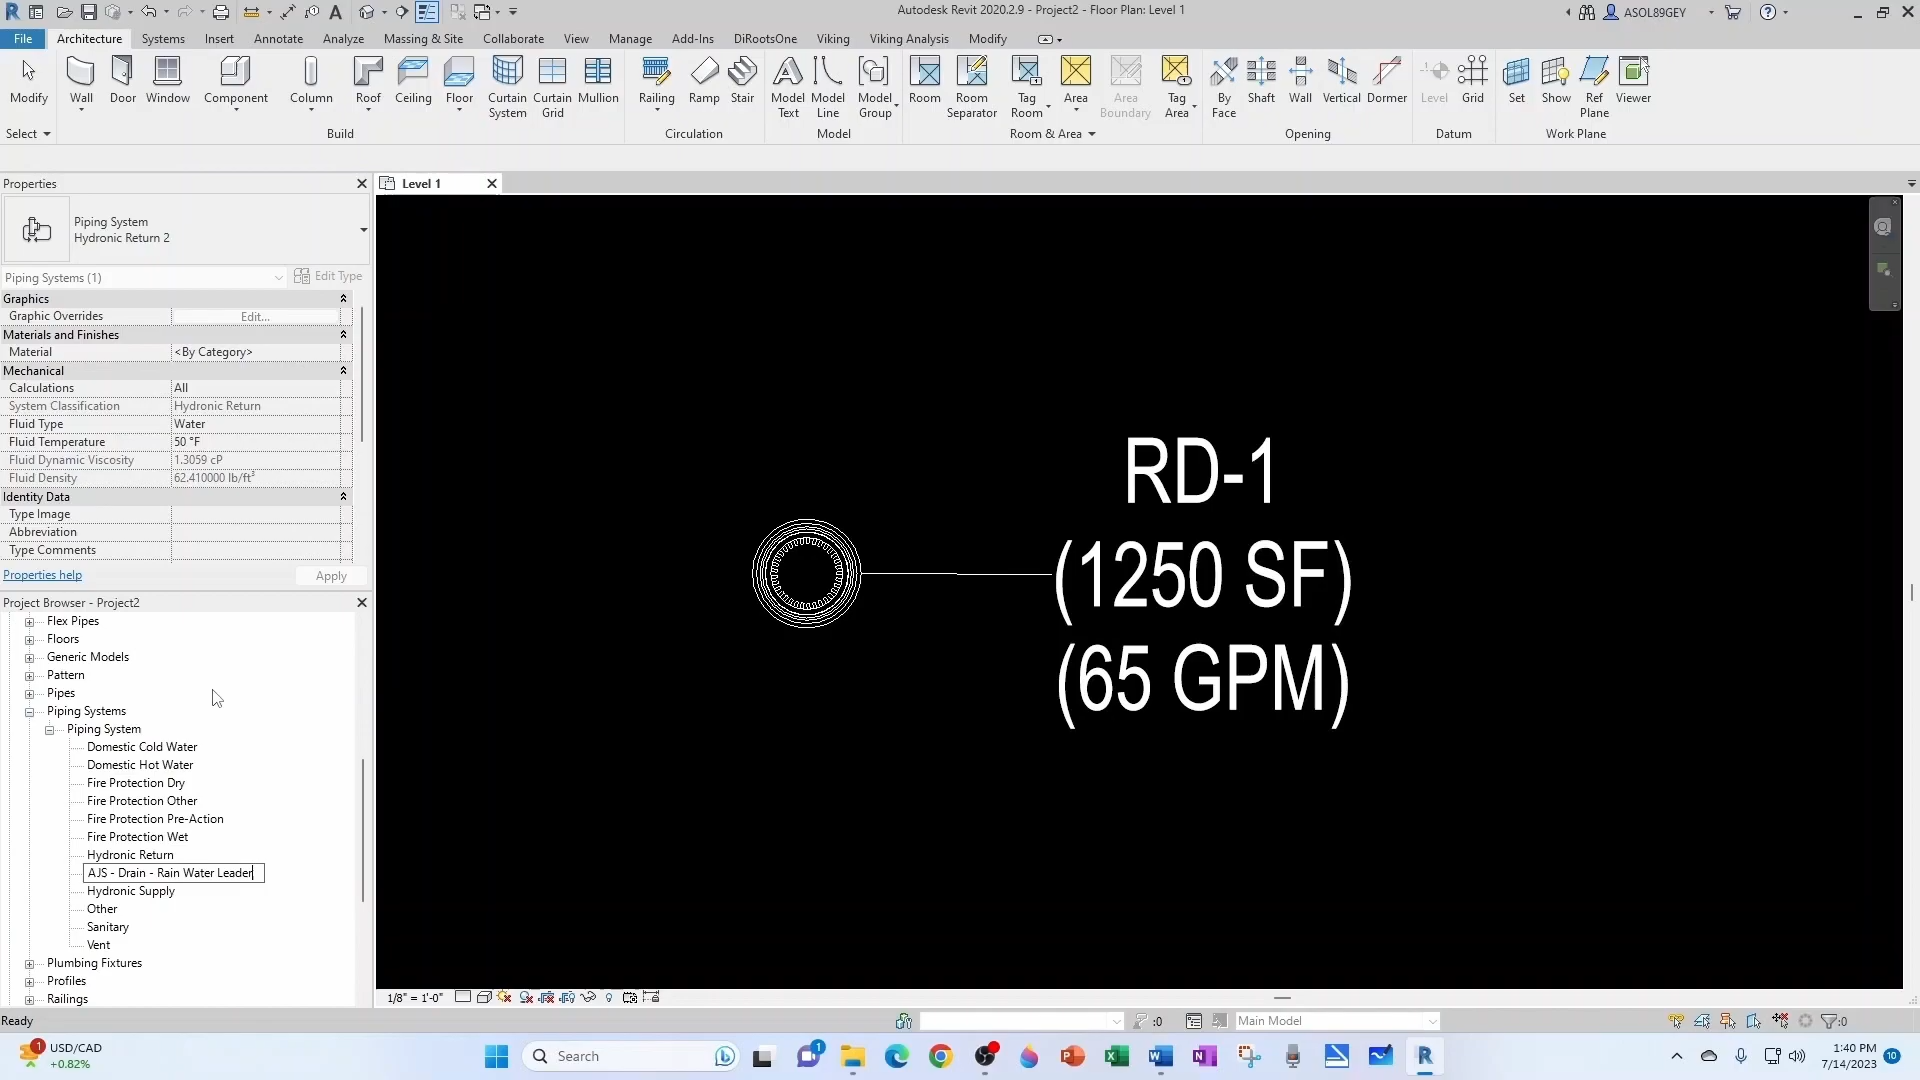 Autodesk Revit 2020.2.9 - Project2 - Floor Plan: Level 1
ASOL89GEY
File Architecture Systems Insert Annotate Analyze Massing & Site Collaborate View Manage Add-Ins DiRootsOne Viking Viking Analysis Modify
Modify Wall Door Window Component Column Roof Ceiling Floor Curtain System Curtain Grid Mullion Railing Ramp Stair Model Text Model Line Model Group Room Room Separator Tag Room Area Area Boundary Tag Area By Face Shaft Wall Vertical Dormer Level Grid Set Show Ref Plane Viewer
Select Build Circulation Model Room & Area Opening Datum Work Plane
Properties
Level 1
Piping System
Hydronic Return 2
Piping Systems (1) Edit Type
Graphics
Graphic Overrides Edit...
Materials and Finishes
Material <By Category>
Mechanical
Calculations All
System Classification Hydronic Return
Fluid Type Water
Fluid Temperature 50 °F
Fluid Dynamic Viscosity 1.3059 cP
Fluid Density 62.410000 lb/ft³
Identity Data
Type Image
Abbreviation
Type Comments
Properties help Apply
Project Browser - Project2
Flex Pipes
Floors
Generic Models
Pattern
Pipes
Piping Systems
Piping System
Domestic Cold Water
Domestic Hot Water
Fire Protection Dry
Fire Protection Other
Fire Protection Pre-Action
Fire Protection Wet
Hydronic Return
AJS - Drain - Rain Water Leader
Hydronic Supply
Other
Sanitary
Vent
Plumbing Fixtures
Profiles
Railings
RD-1
(1250 SF)
(65 GPM)
1/8" = 1'-0"
Ready
:0
Main Model
:0
1
USD/CAD
+0.82%
Search
1
1:40 PM
7/14/2023
10